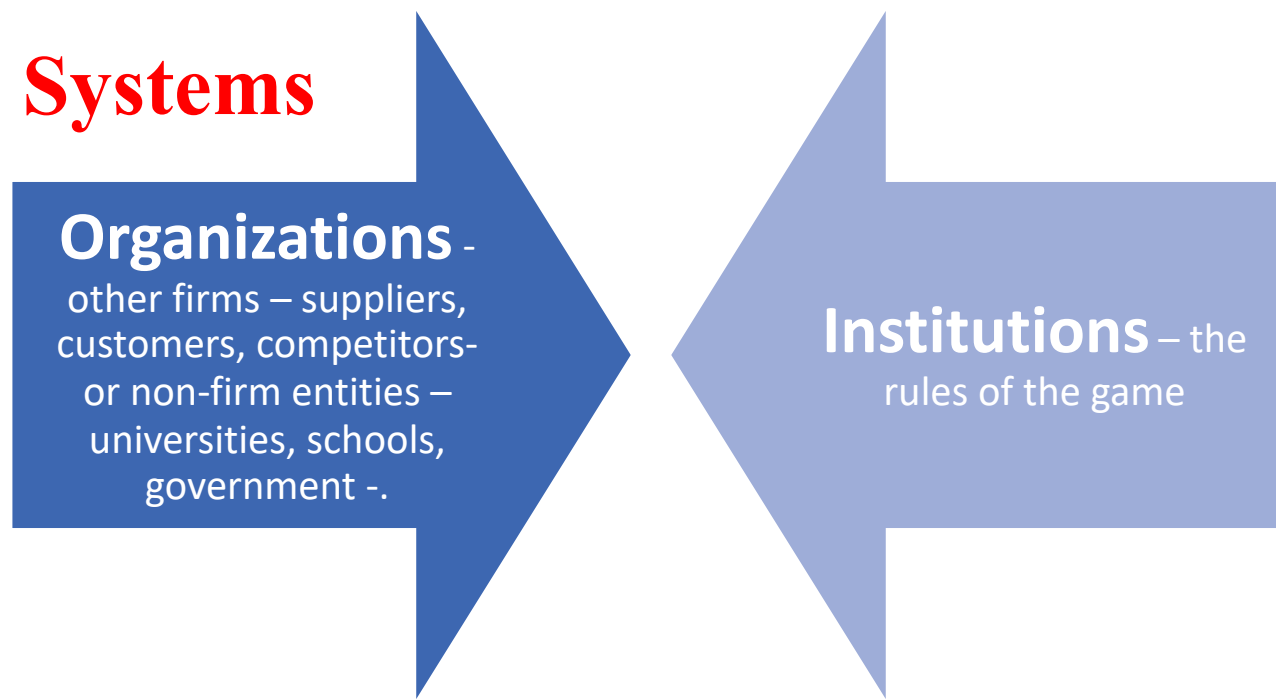 Systems
Organizations -
other firms – suppliers,
customers, competitors-
or non-firm entities –
universities, schools,
government -.
Institutions – the
rules of the game